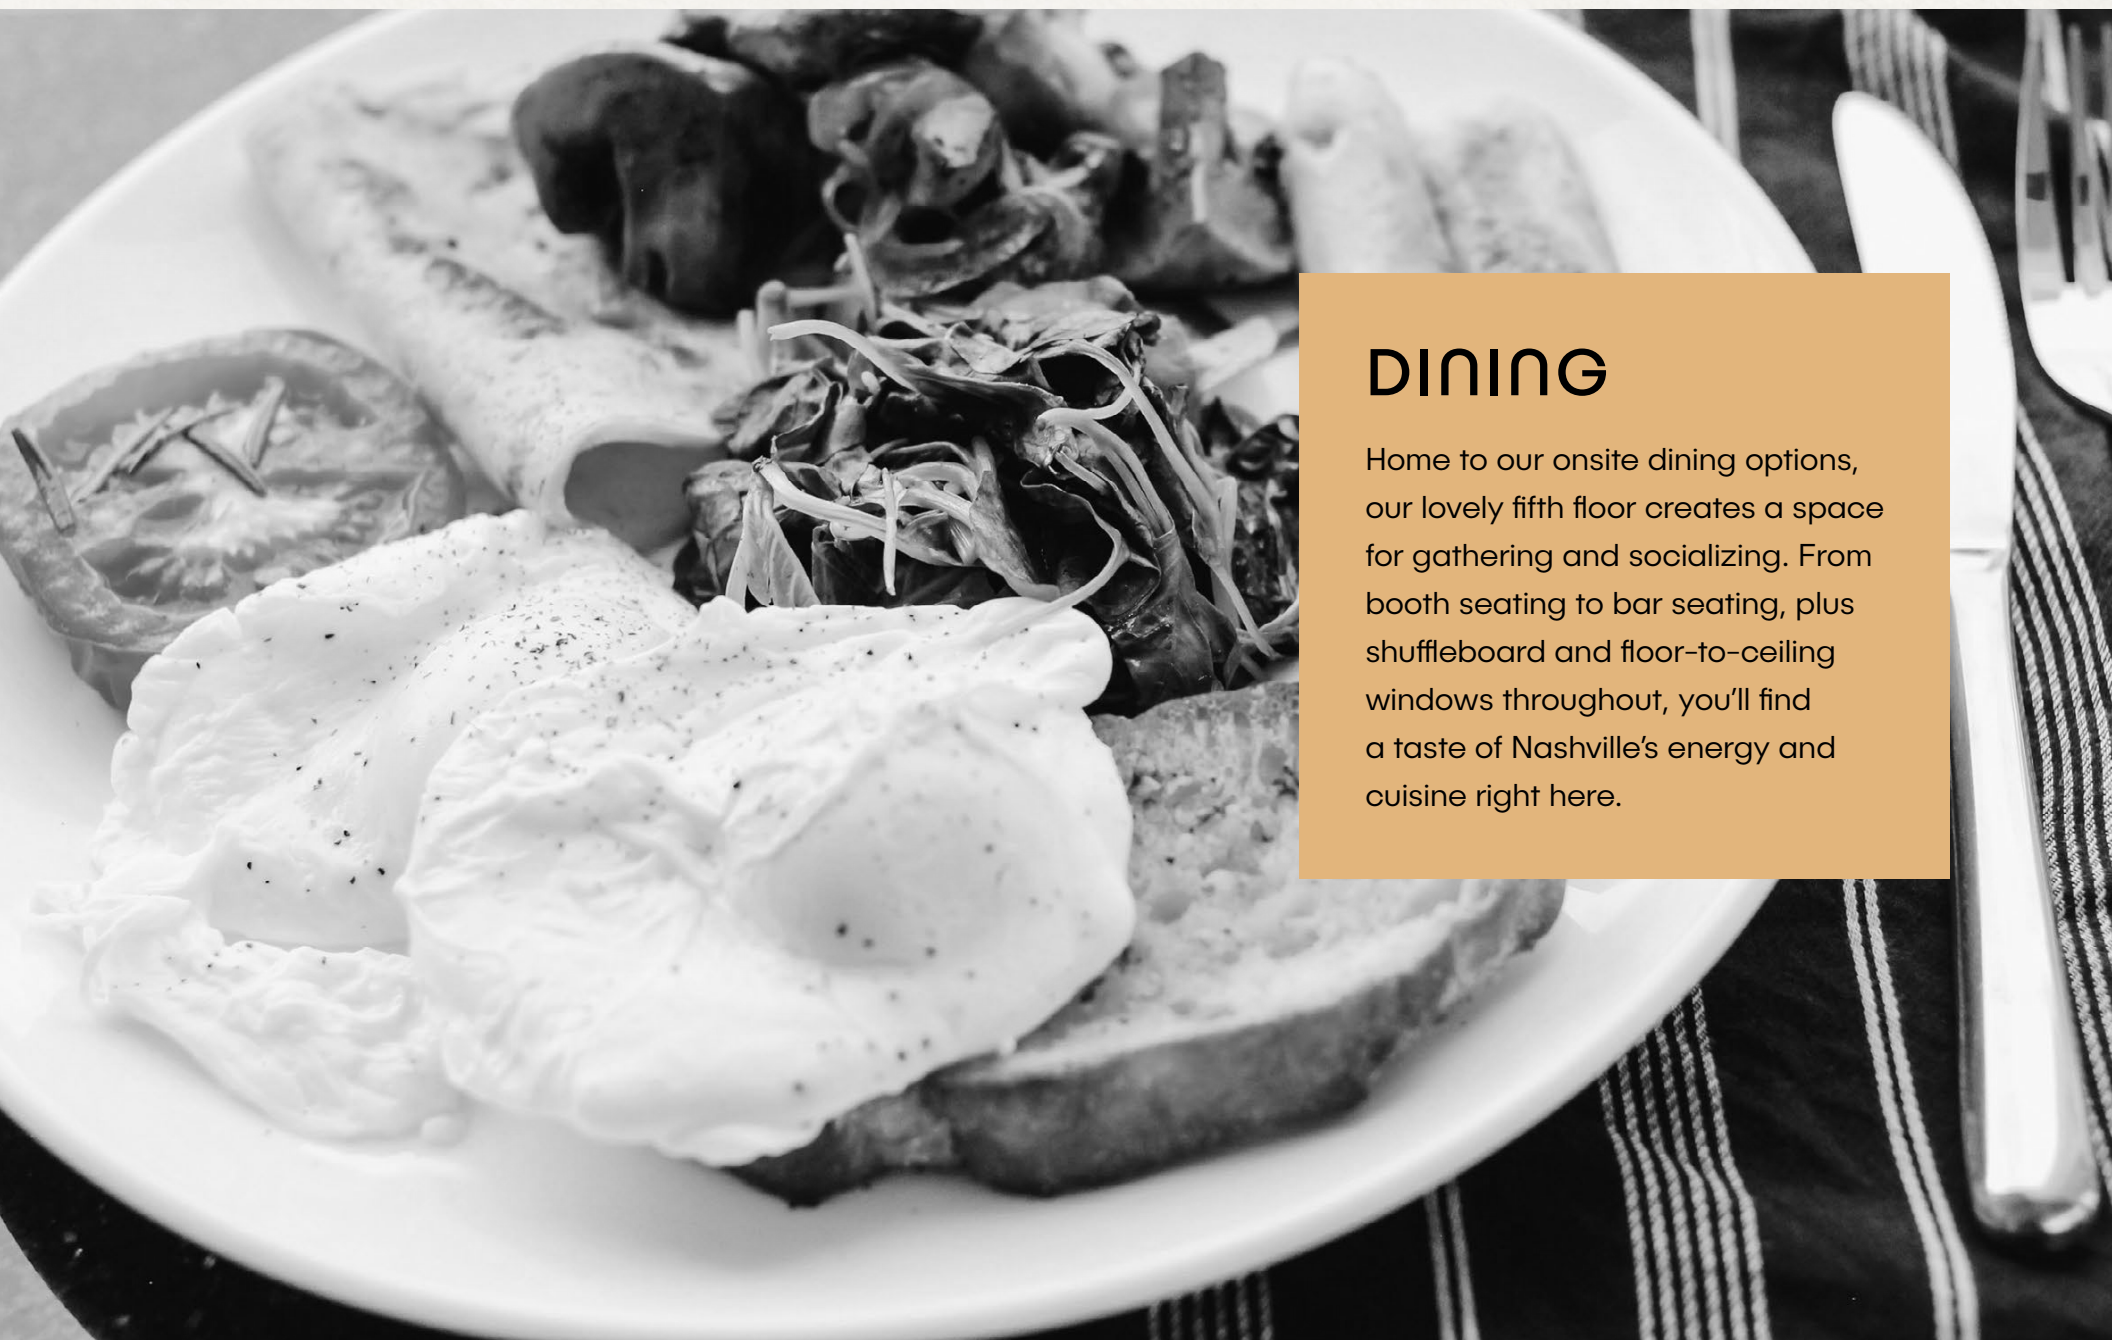 DINING
Home to our onsite dining options,
our lovely fifth floor creates a space
for gathering and socializing. From
booth seating to bar seating, plus
shuffleboard and floor-to-ceiling
windows throughout, you’ll find
a taste of Nashville’s energy and
cuisine right here.